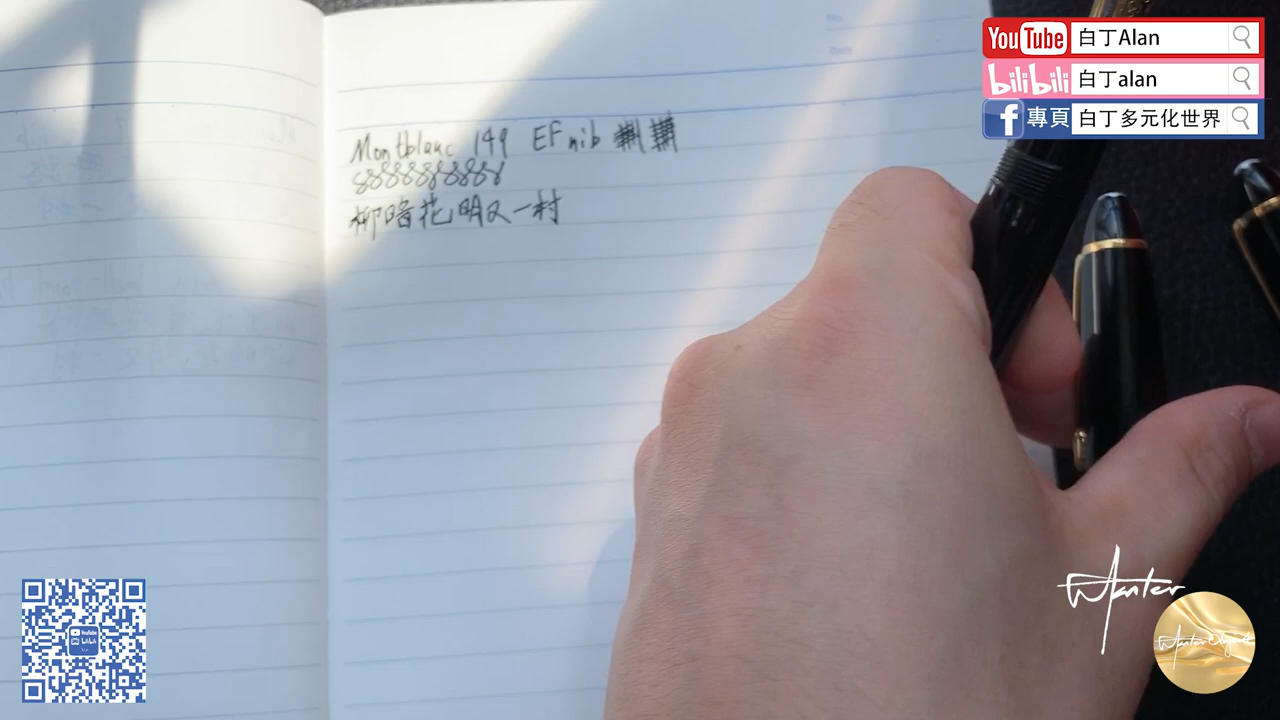 YouTube 白丁Alan
bilibili 白丁alan
f 專頁 白丁多元化世界
Montblanc 149 EF nib
8888888888
柳暗花明又一村